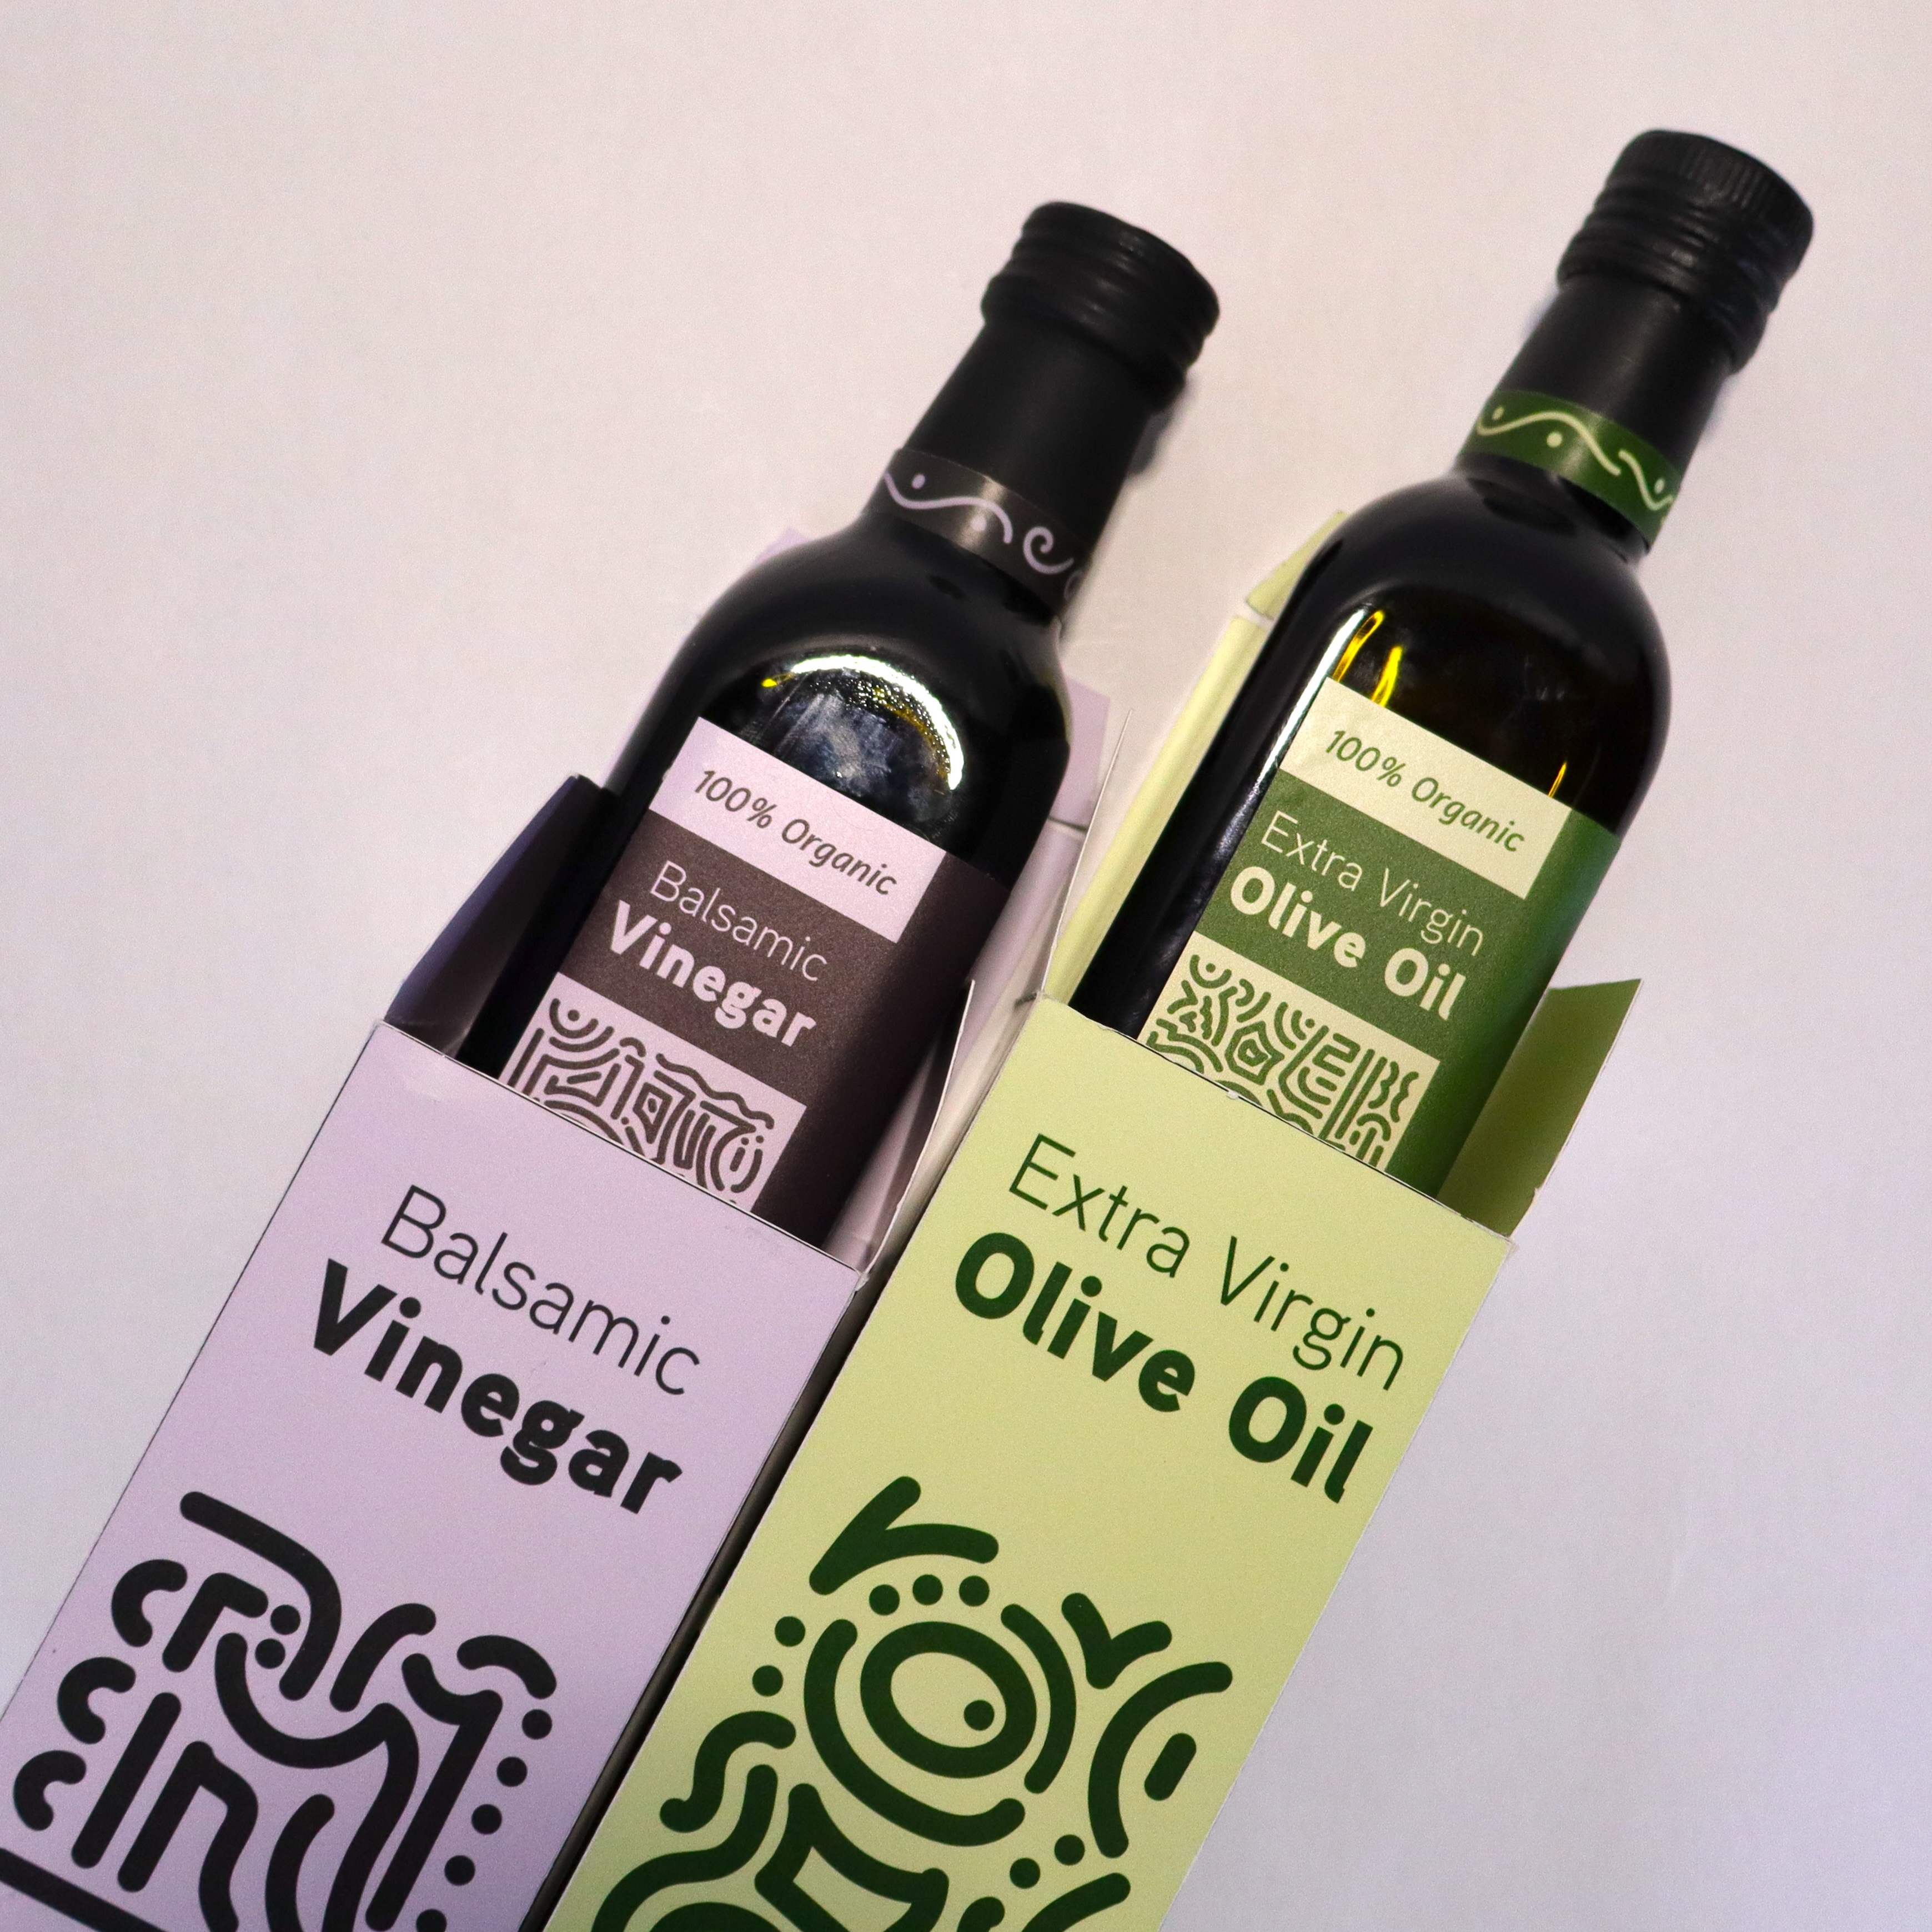 100% Organic
Balsamic
Vinegar
100% Organic
Extra Virgin
Olive Oil
Balsamic
Vinegar
Extra Virgin
Olive Oil